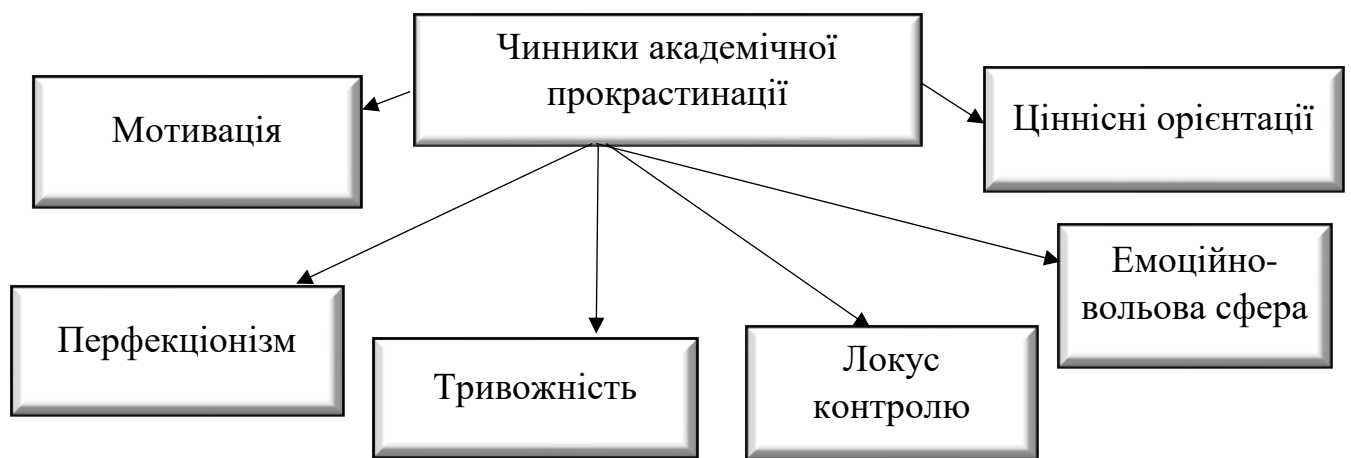 Чинники академічної
прокрастинації
Мотивація
Ціннісні орієнтації
Емоційно-
вольова сфера
Перфекціонізм
Тривожність
Локус
контролю